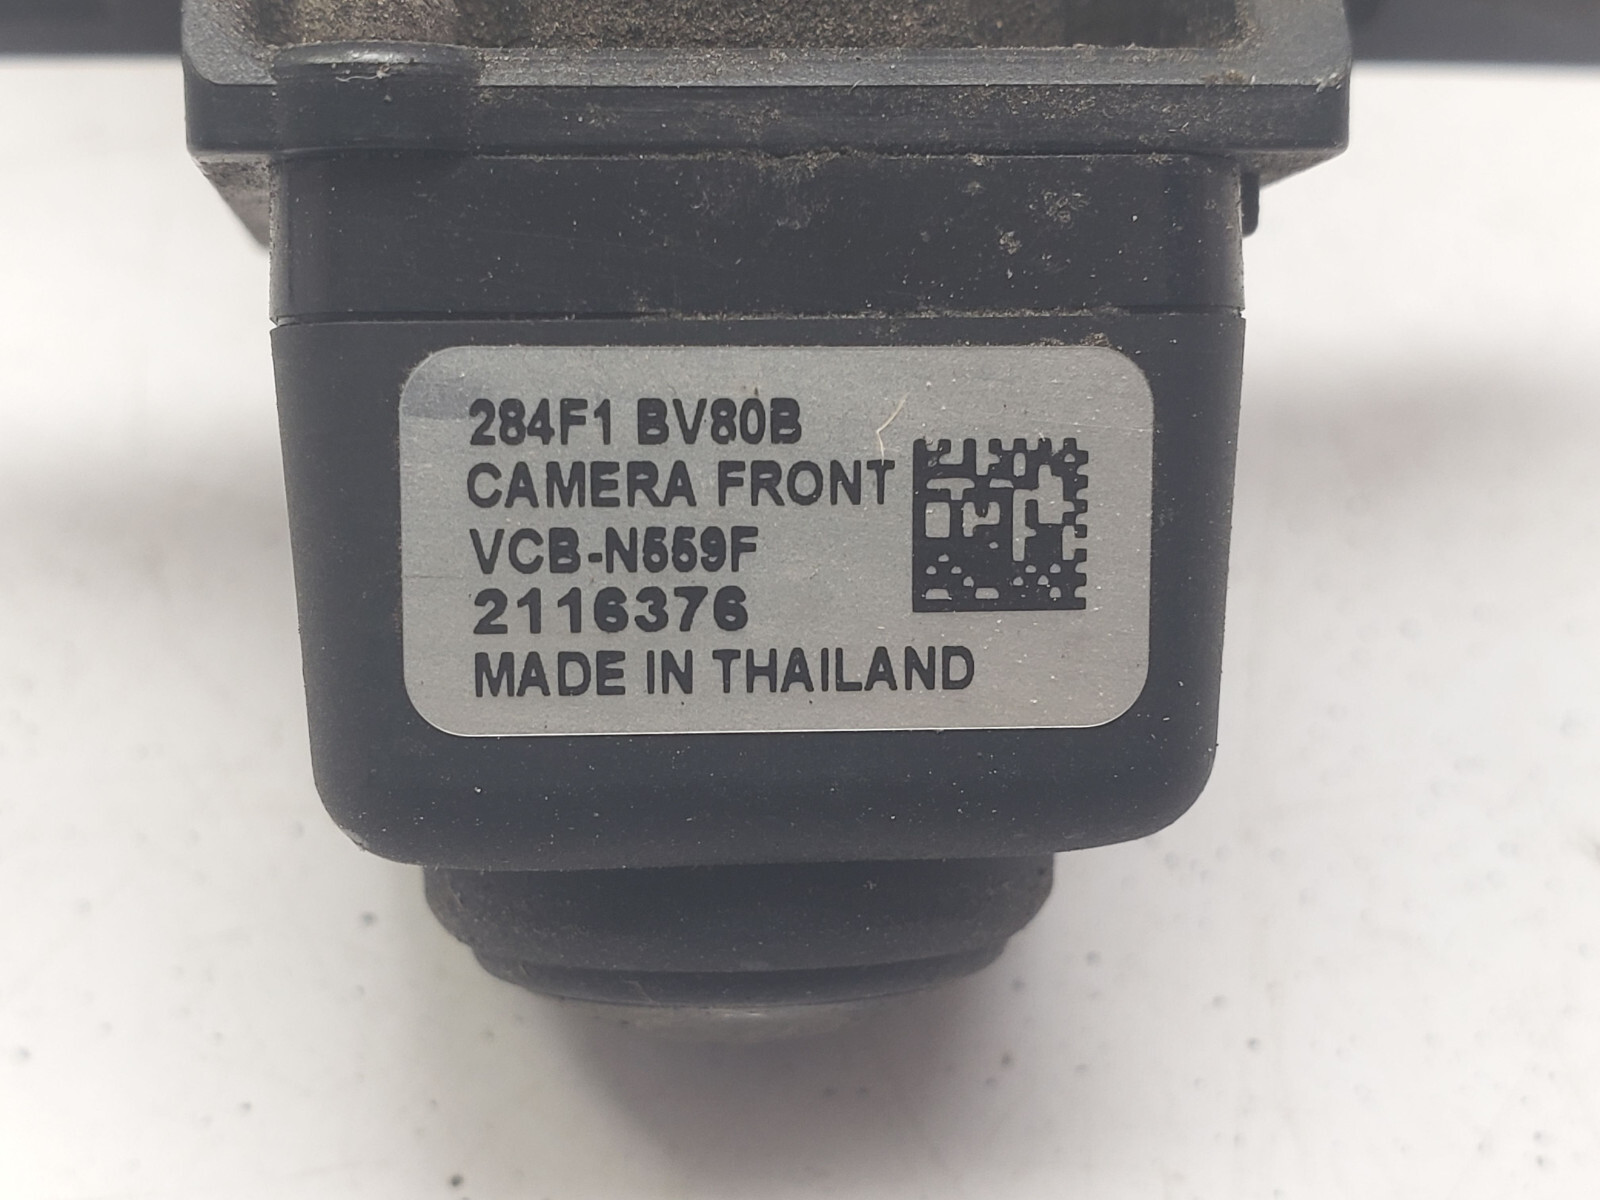 284F1 BV80B
CAMERA FRONT
VCB-N559F
2116376
MADE IN THAILAND